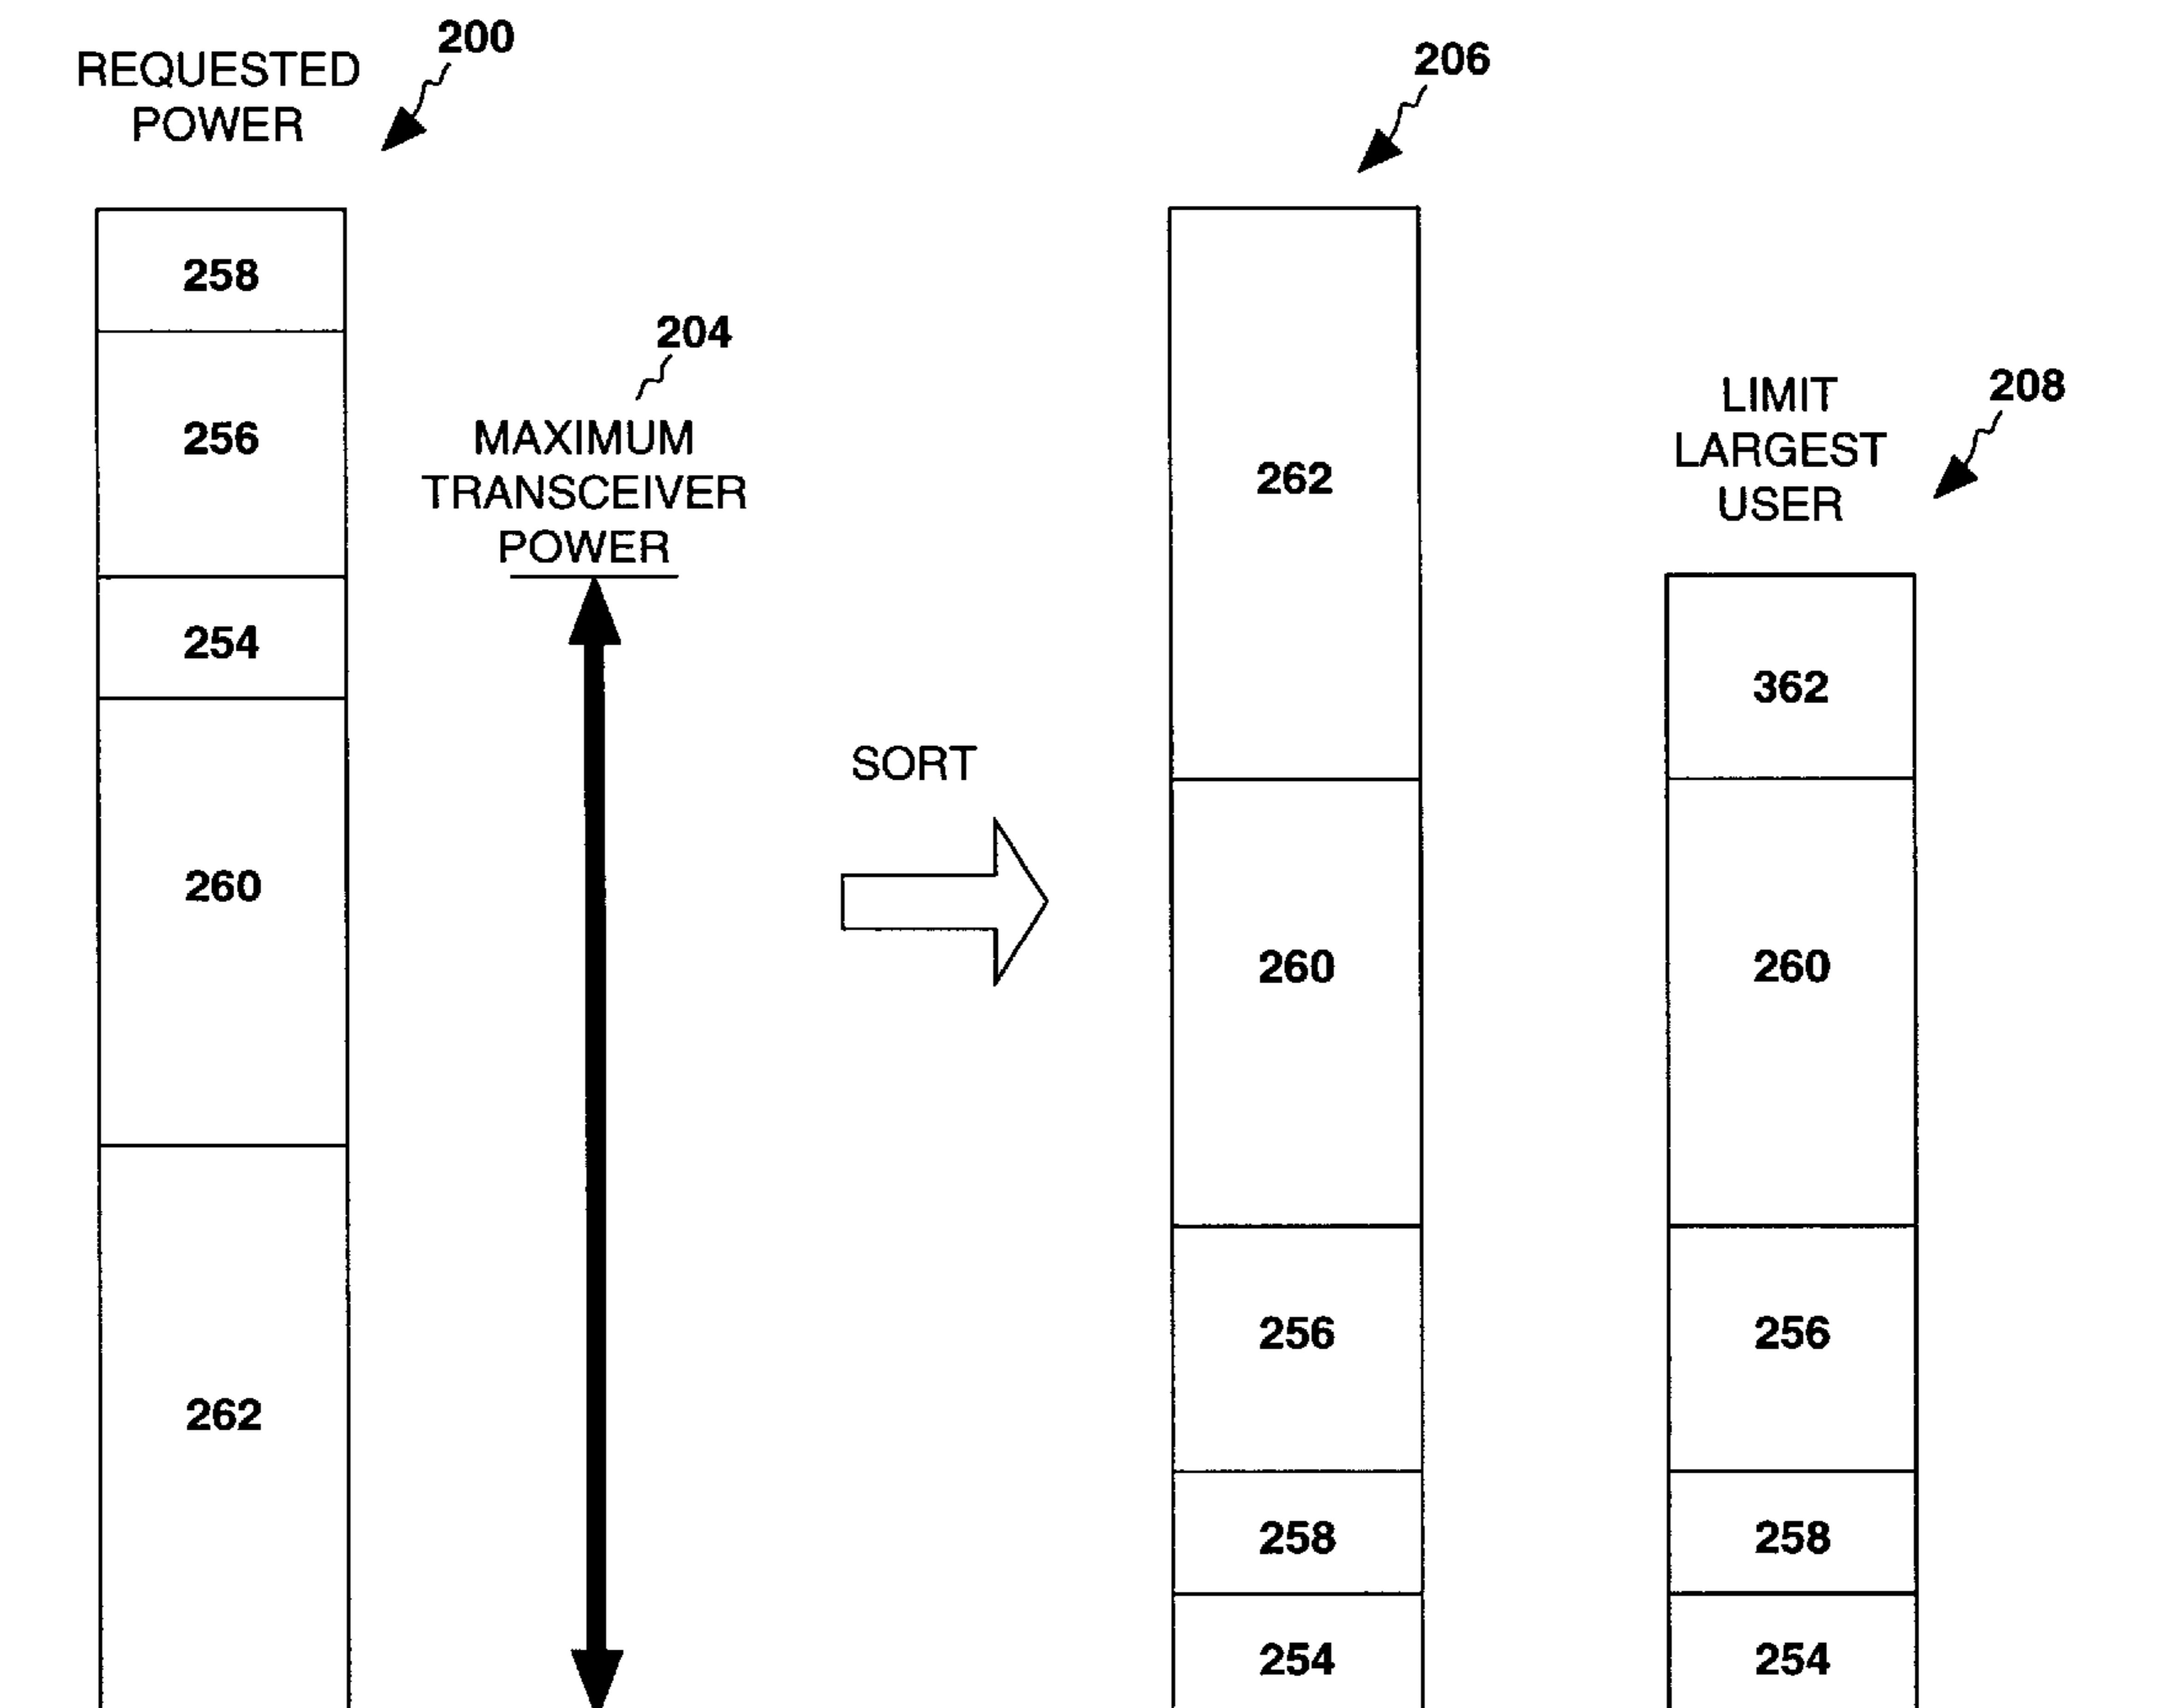 REQUESTED
POWER
200
258
256
254
260
262
204
MAXIMUM
TRANSCEIVER
POWER
SORT
206
262
260
256
258
254
LIMIT
LARGEST
USER
208
362
260
256
258
254